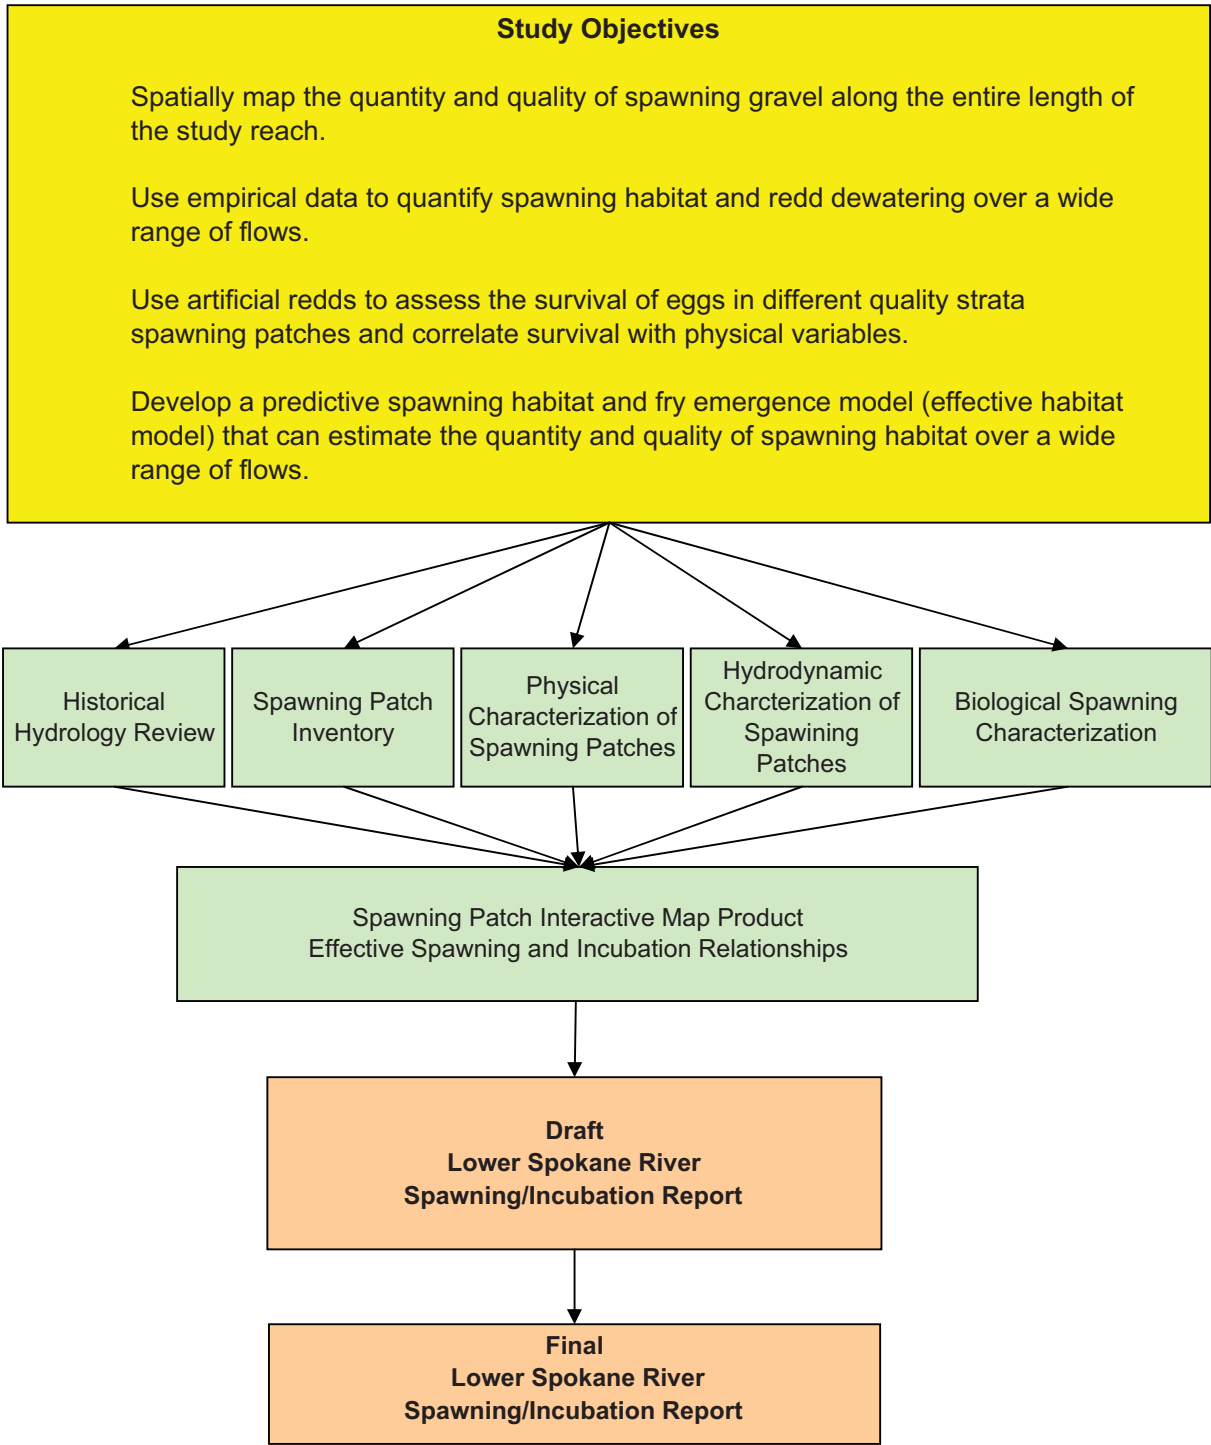 Study Objectives
Spatially map the quantity and quality of spawning gravel along the entire length of
the study reach.
Use empirical data to quantify spawning habitat and redd dewatering over a wide
range of flows.
Use artificial redds to assess the survival of eggs in different quality strata
spawning patches and correlate survival with physical variables.
Develop a predictive spawning habitat and fry emergence model (effective habitat
model) that can estimate the quantity and quality of spawning habitat over a wide
range of flows.
Historical
Hydrology Review
Spawning Patch
Inventory
Physical
Characterization of
Spawning Patches
Hydrodynamic
Charcterization of
Spawining
Patches
Biological Spawning
Characterization
Spawning Patch Interactive Map Product
Effective Spawning and Incubation Relationships
Draft
Lower Spokane River
Spawning/Incubation Report
Final
Lower Spokane River
Spawning/Incubation Report